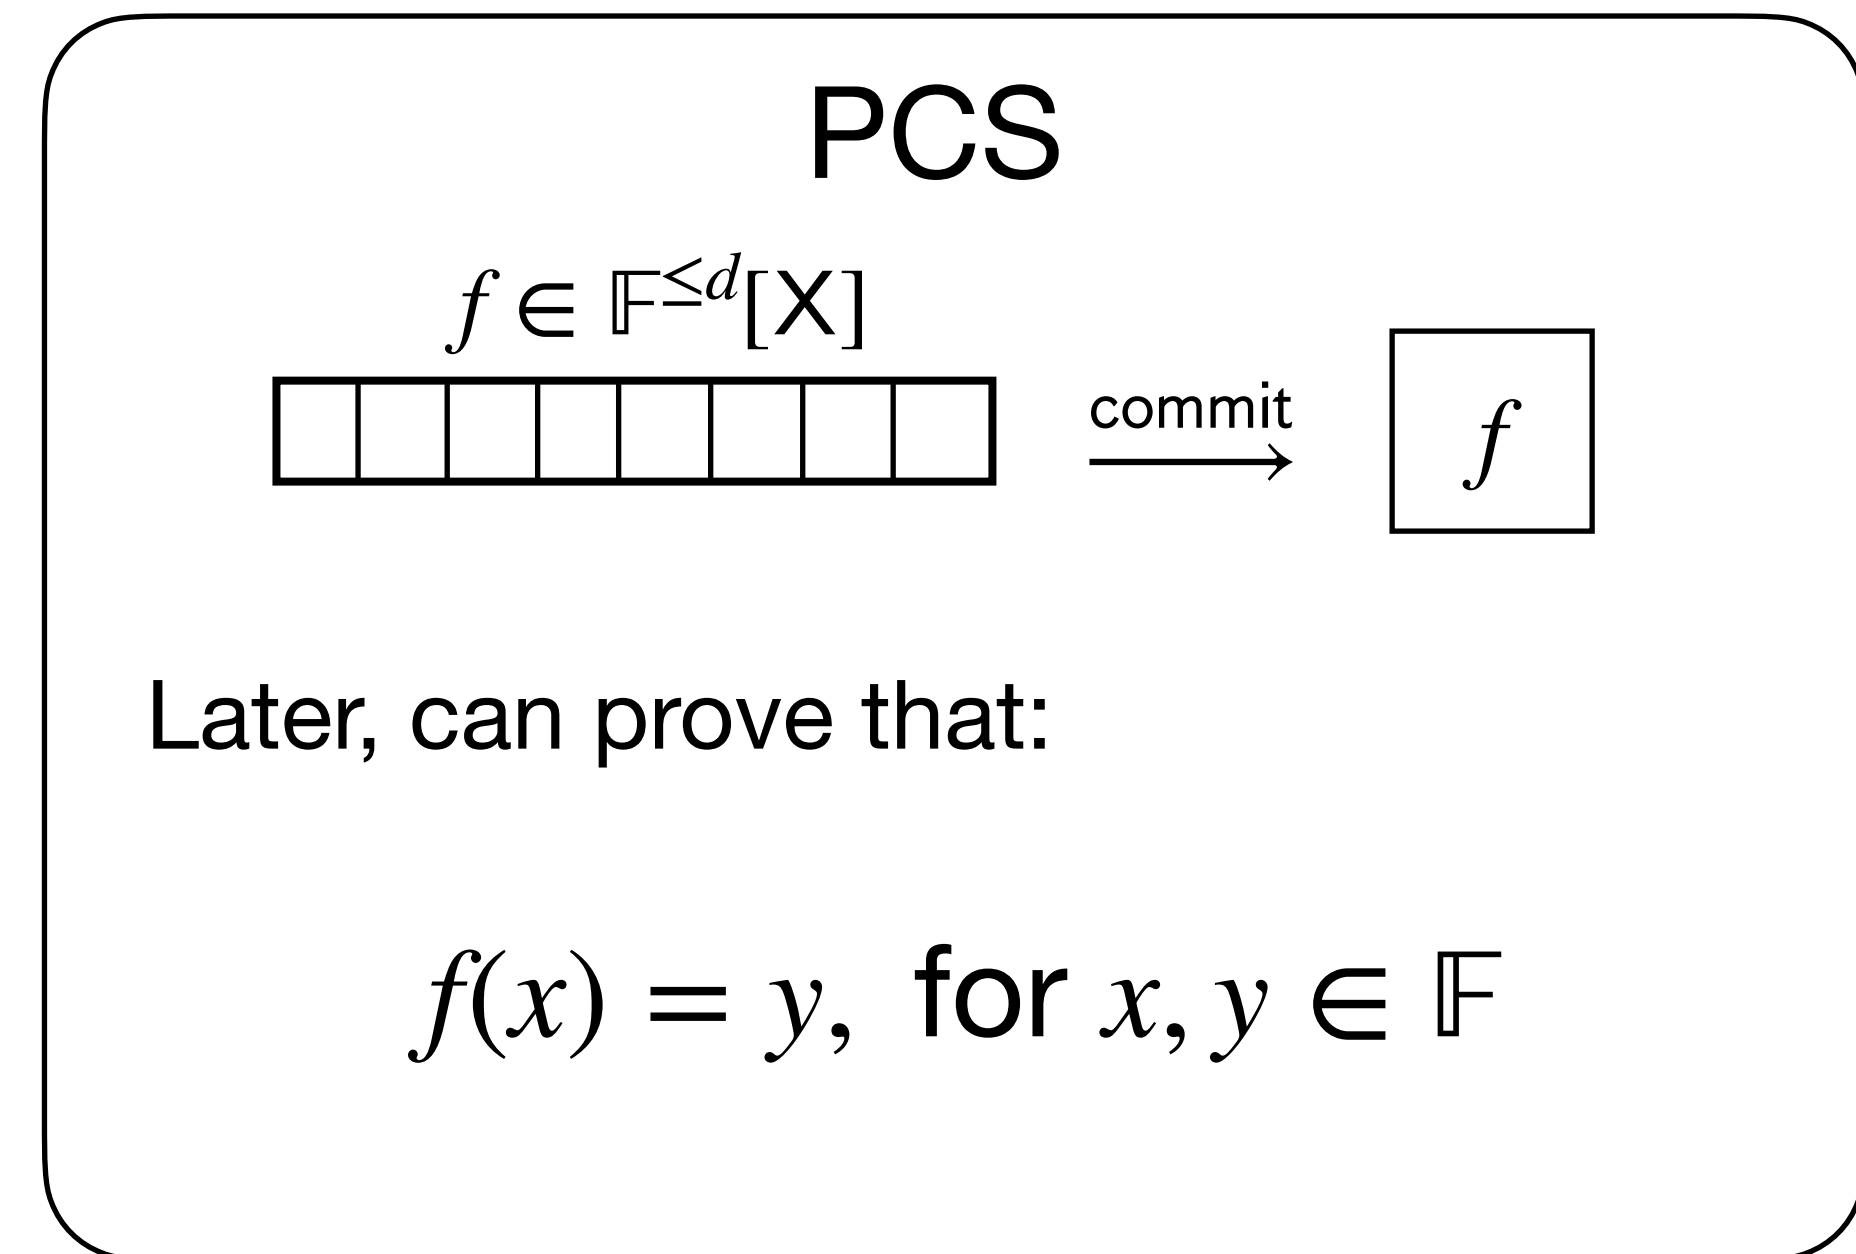 PCS
f ∈ 𝔽^{≤d}[X]
commit
f
Later, can prove that:
f(x) = y, for x, y ∈ 𝔽